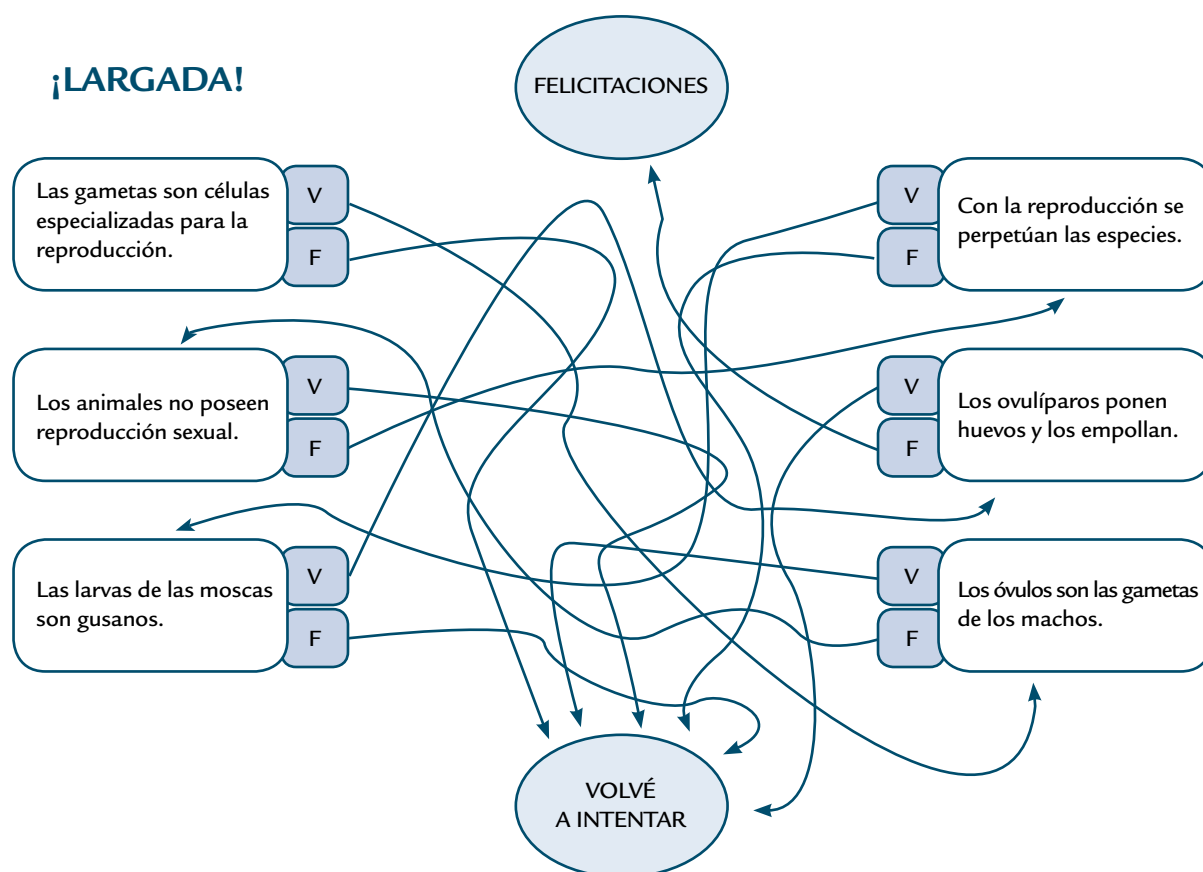 ¡LARGADA!
FELICITACIONES
Las gametas son células
especializadas para la
reproducción.
V
F
Los animales no poseen
reproducción sexual.
V
F
Las larvas de las moscas
son gusanos.
V
F
V
F
Con la reproducción se
perpetúan las especies.
V
F
Los ovulíparos ponen
huevos y los empollan.
V
F
Los óvulos son las gametas
de los machos.
VOLVÉ
A INTENTAR